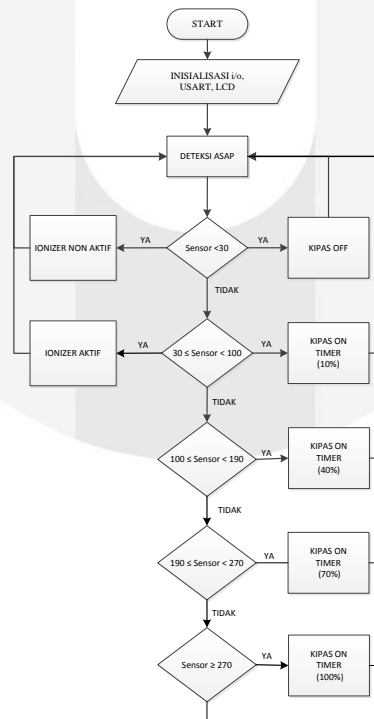 START
INISIALISASI i/o,
USART, LCD
DETEKSI ASAP
IONIZER NON AKTIF
YA
Sensor <30
YA
KIPAS OFF
TIDAK
IONIZER AKTIF
YA
30 ≤ Sensor < 100
YA
KIPAS ON
TIMER
(10%)
TIDAK
100 ≤ Sensor < 190
YA
KIPAS ON
TIMER
(40%)
TIDAK
190 ≤ Sensor < 270
YA
KIPAS ON
TIMER
(70%)
TIDAK
Sensor ≥ 270
YA
KIPAS ON
TIMER
(100%)